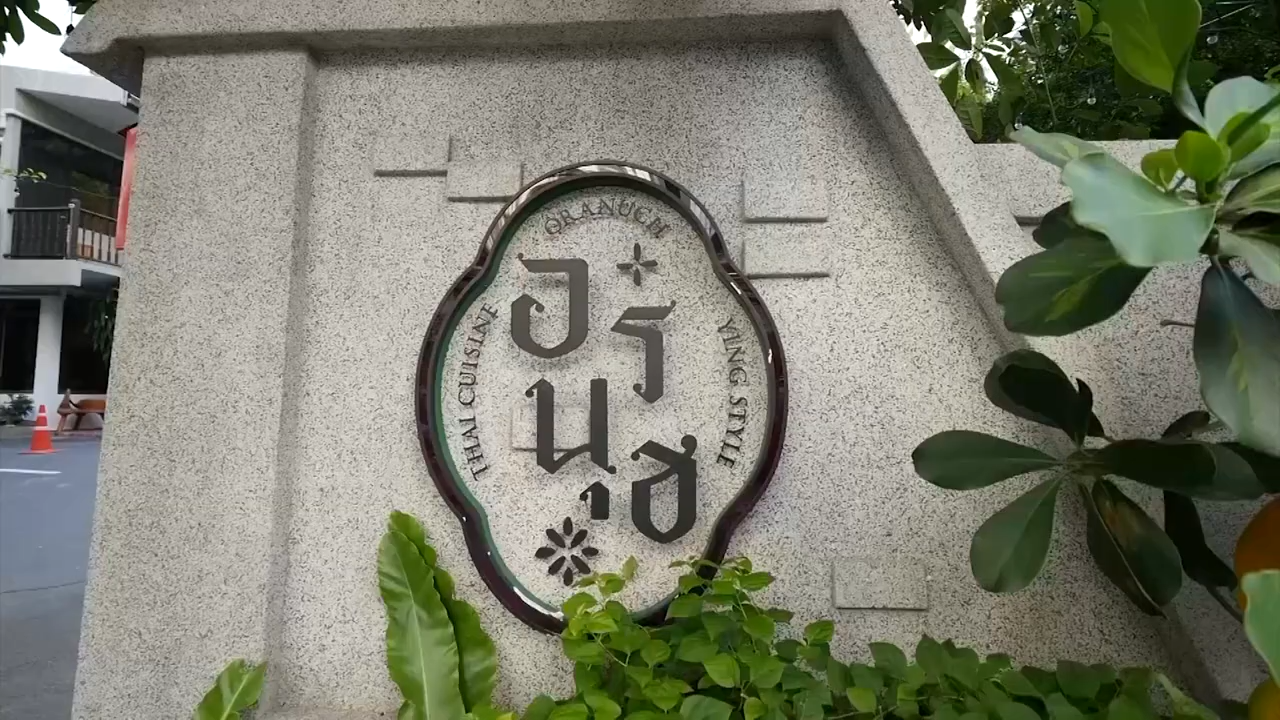 ORANUCH
THAI CUISINE
YING STYLE
อร
นุช